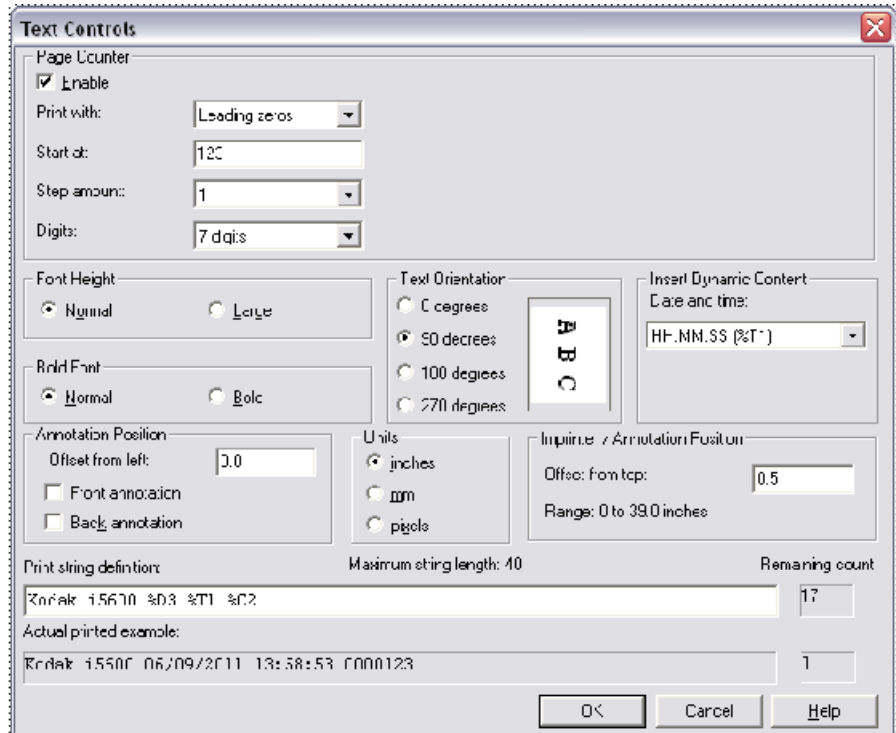 Text Controls
Page Counter
Enable
Print with: Leading zeros
Start at: 123
Step amount: 1
Digits: 7 digits
Font Height
Normal Large
Text Orientation
0 degrees
90 degrees
180 degrees
270 degrees
A B C
Insert Dynamic Content
Date and time:
HH:MM:SS (%T1)
Bold Font
Normal Bold
Annotation Position
Offset from left: 0.0
Front annotation
Back annotation
Units
inches
mm
pixels
Imprinter / Annotation Position
Offset from top: 0.5
Range: 0 to 39.0 inches
Print string definition: Maximum string length: 40 Remaining count
Kodak i5600 %D3 %T1 %C2 17
Actual printed example:
Kodak i5600 06/09/2011 13:58:53 0000123
OK Cancel Help